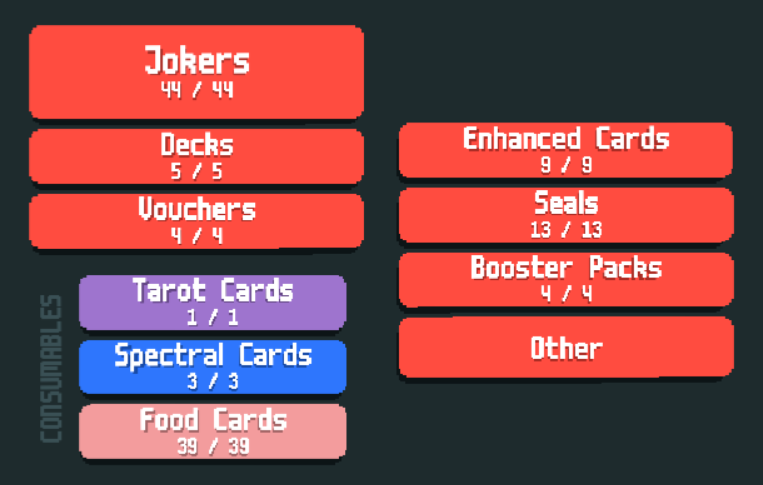 Jokers
44 / 44
Decks
5 / 5
Vouchers
4 / 4
CONSUMABLES
Tarot Cards
1 / 1
Spectral Cards
3 / 3
Food Cards
39 / 39
Enhanced Cards
9 / 9
Seals
13 / 13
Booster Packs
4 / 4
Other